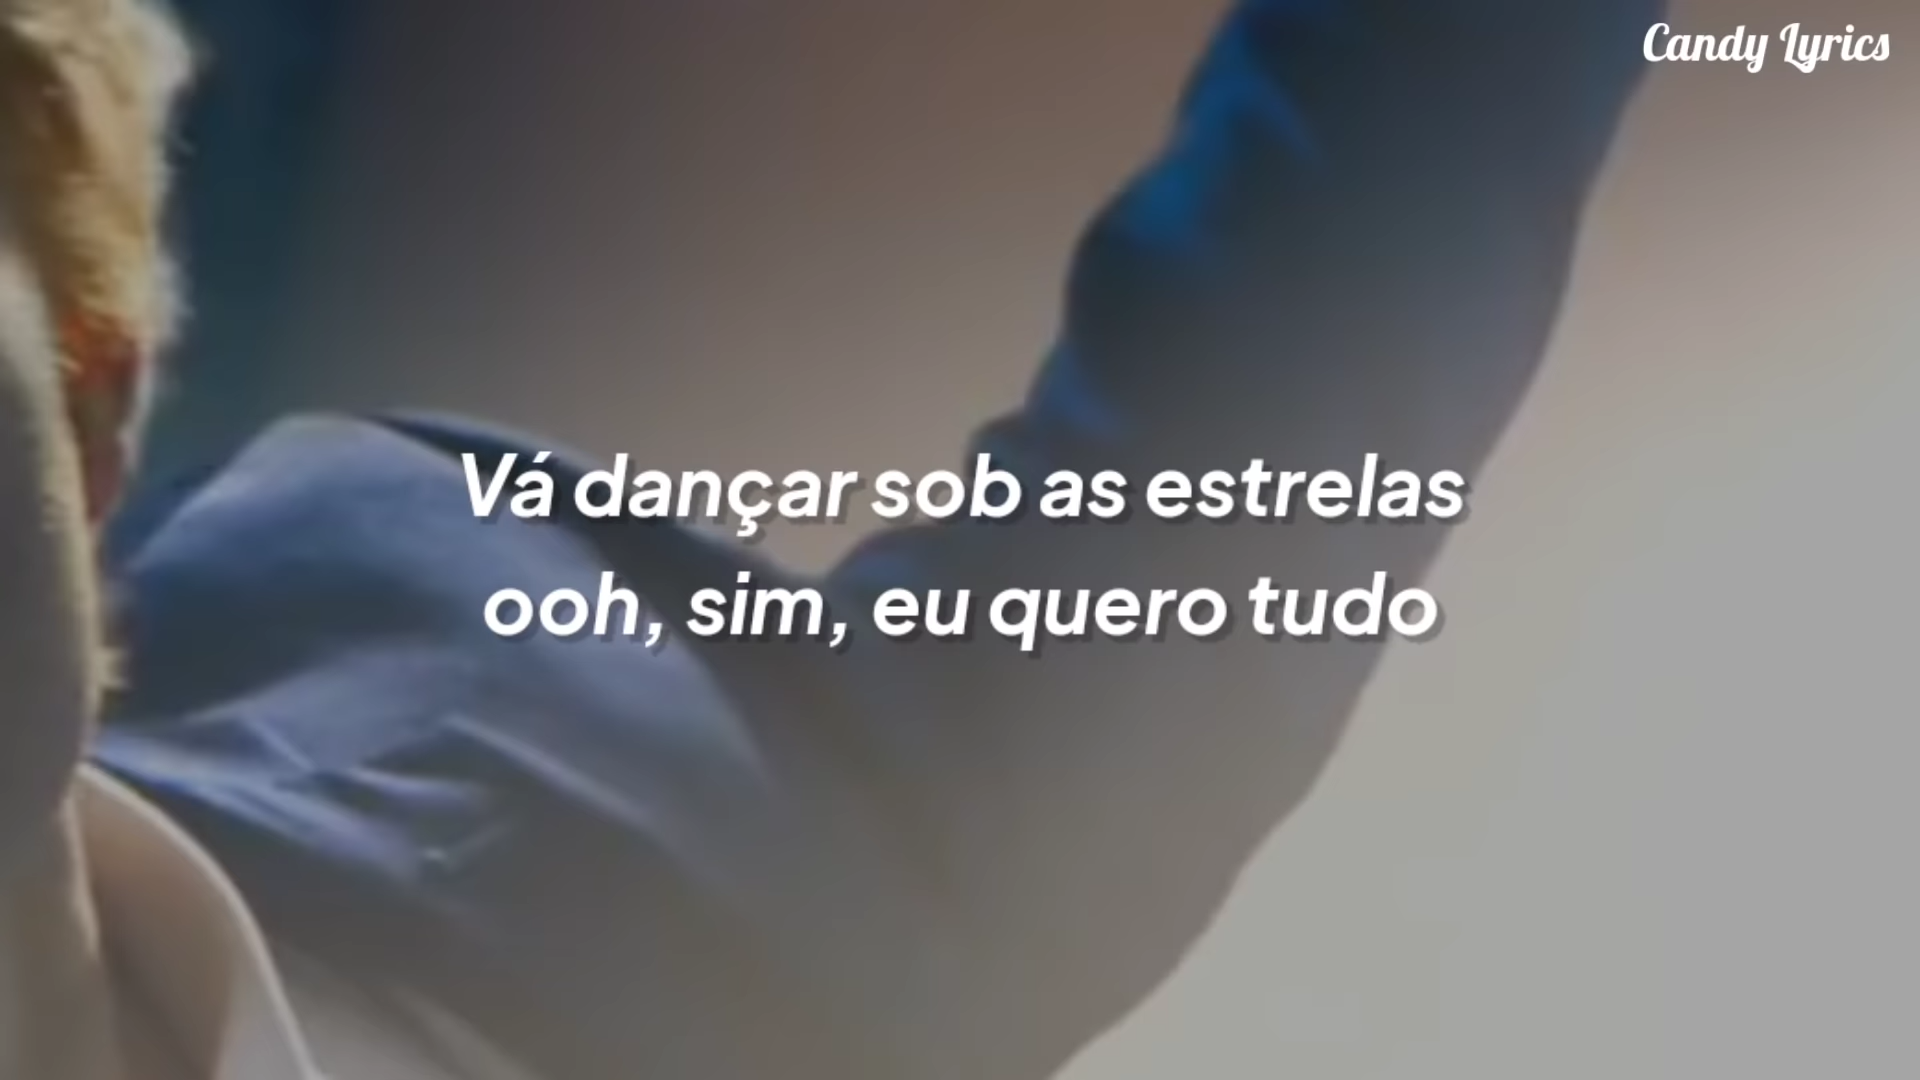 Candy Lyrics
Vá dançar sob as estrelas
ooh, sim, eu quero tudo